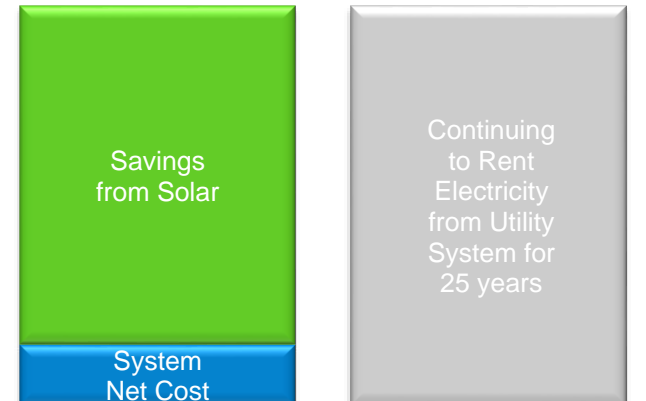 Savings
from Solar
System
Net Cost
Continuing
to Rent
Electricity
from Utility
System for
25 years